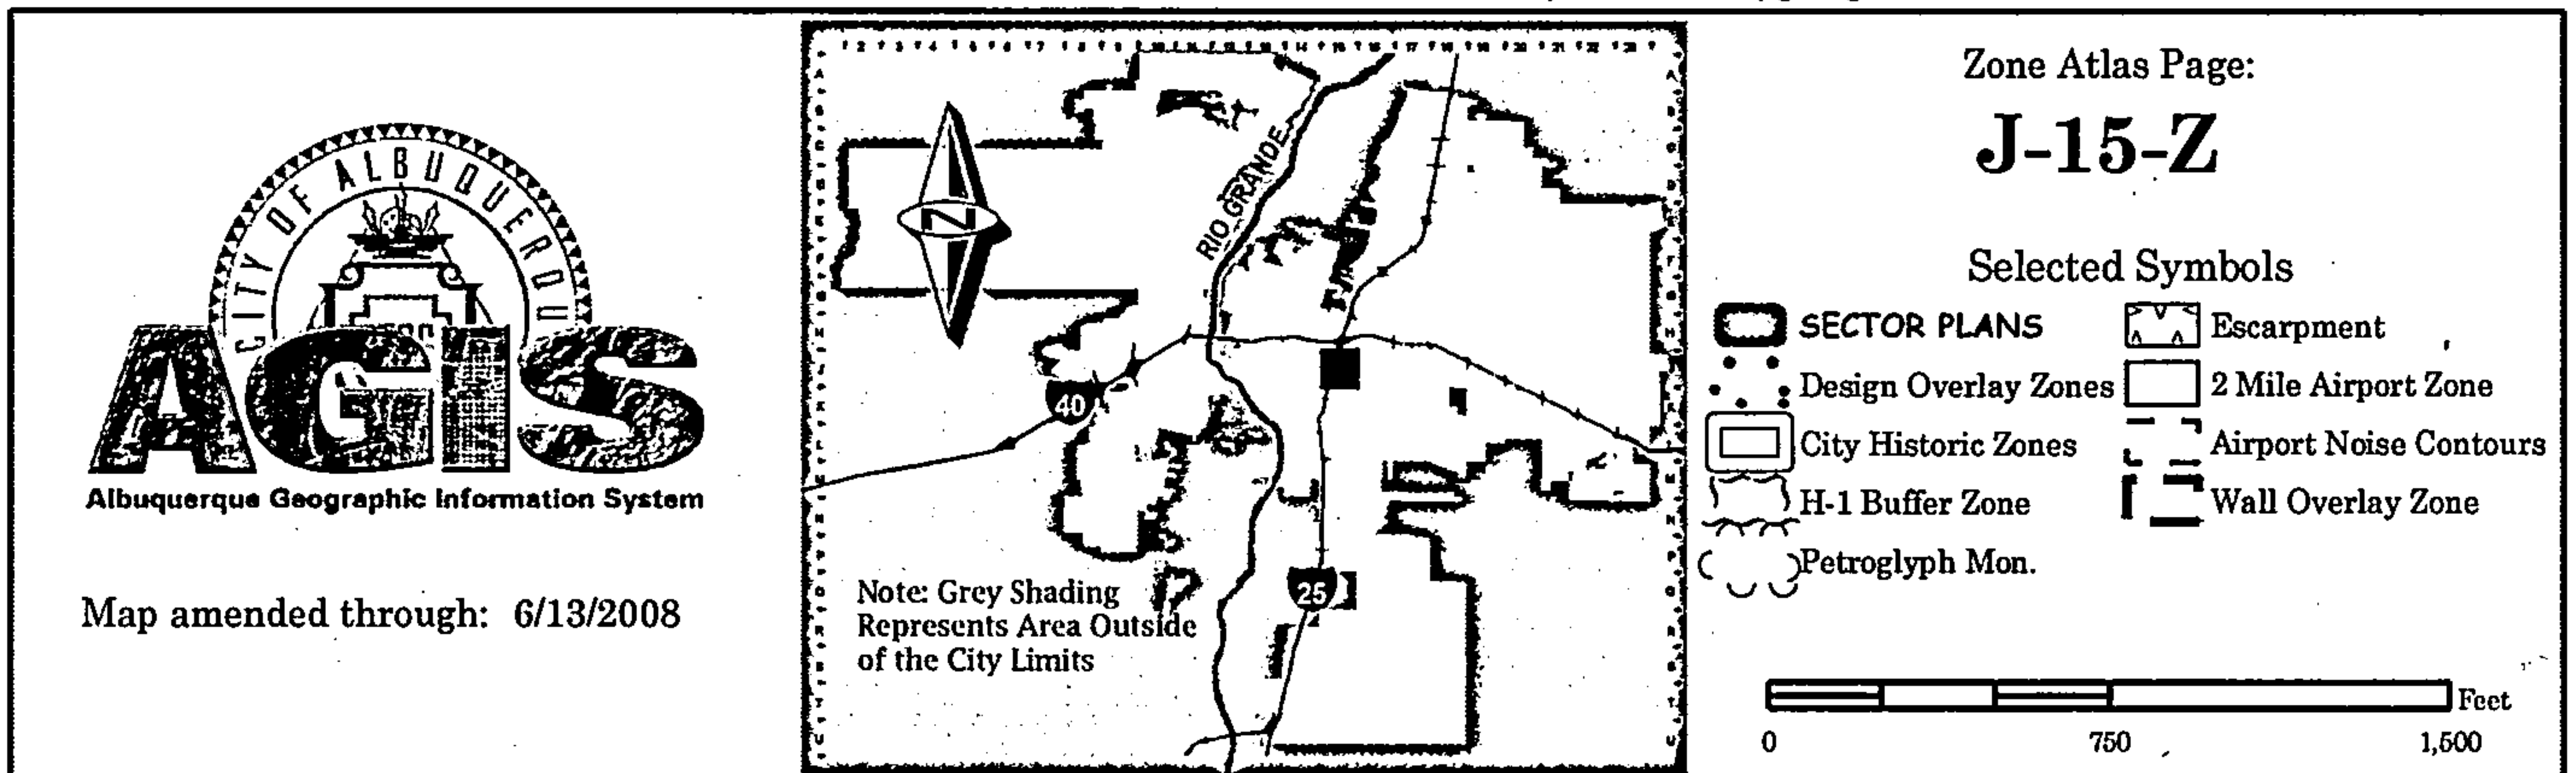 CITY OF ALBUQUERQU
AGIS
Albuquerque Geographic Information System
Map amended through: 6/13/2008
N
RIO GRANDE
40
25
Note: Grey Shading
Represents Area Outside
of the City Limits
Zone Atlas Page:
J-15-Z
Selected Symbols
SECTOR PLANS
Escarpment
Design Overlay Zones
2 Mile Airport Zone
City Historic Zones
Airport Noise Contours
H-1 Buffer Zone
Wall Overlay Zone
Petroglyph Mon.
Feet
0 750 1,500